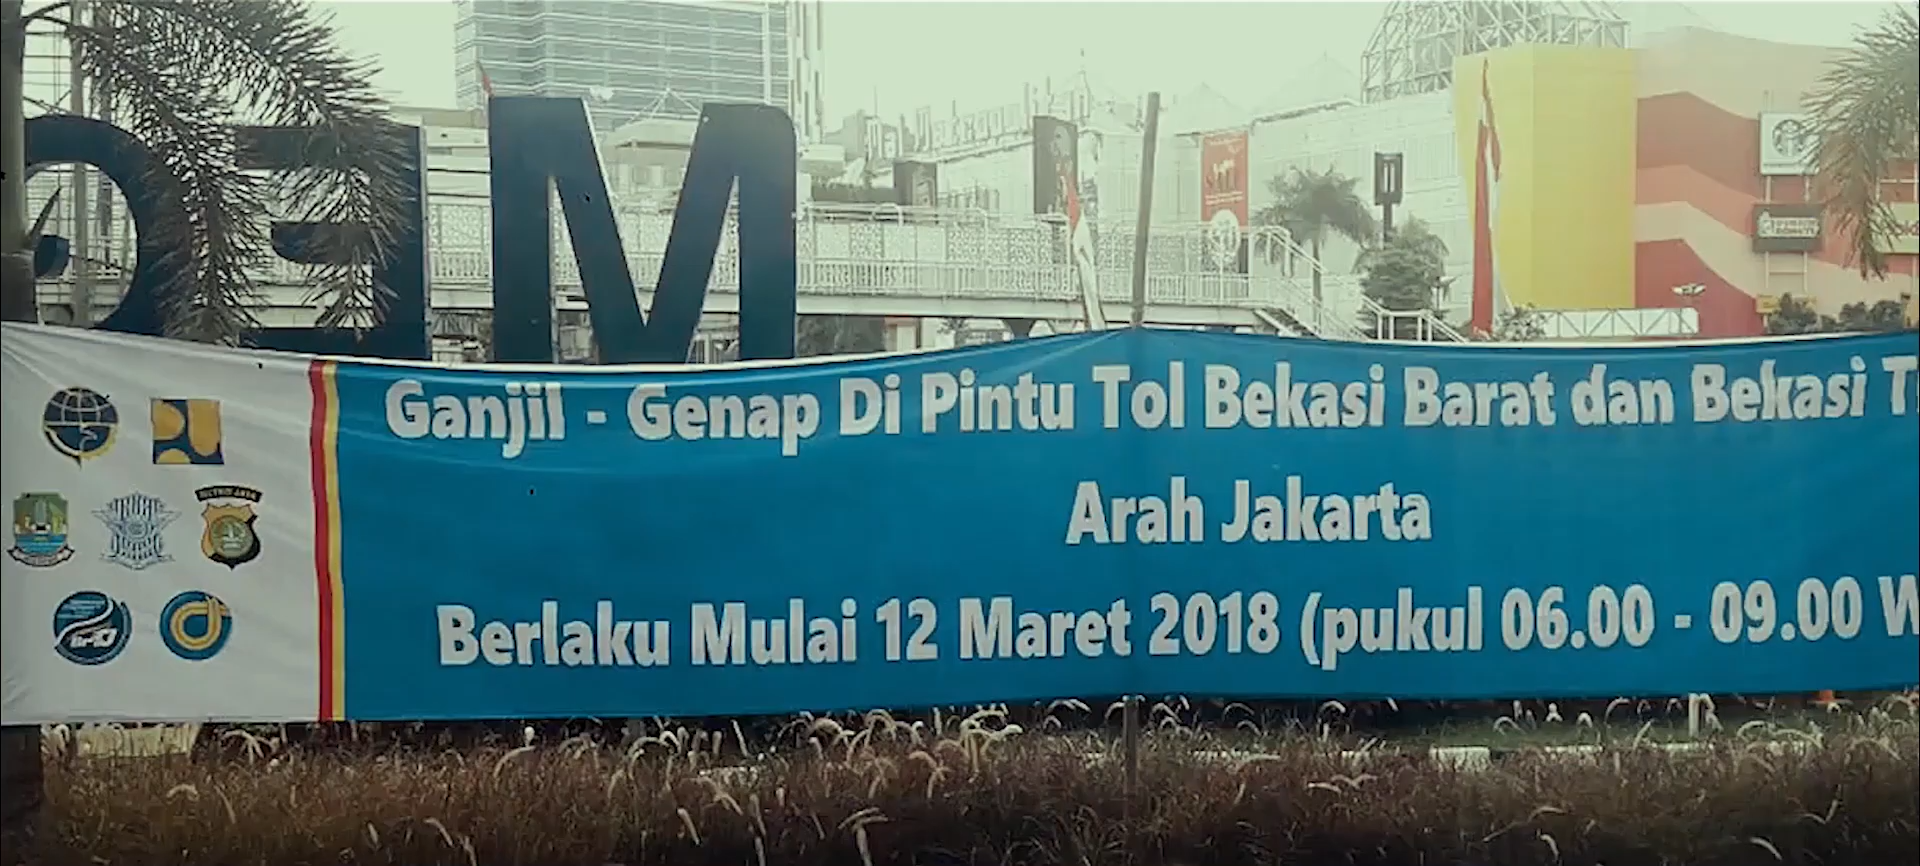 Ganjil - Genap Di Pintu Tol Bekasi Barat dan Bekasi T
Arah Jakarta
Berlaku Mulai 12 Maret 2018 (pukul 06.00 - 09.00 W